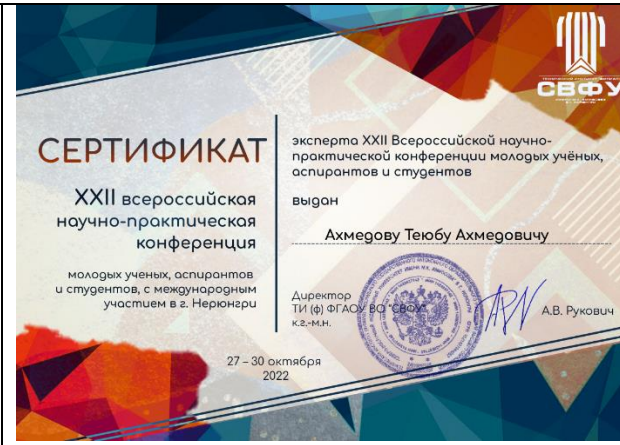 СВФУ
СЕРТИФИКАТ
XXII всероссийская
научно-практическая
конференция
молодых ученых, аспирантов
и студентов, с международным
участием в г. Нерюнгри
27 – 30 октября
2022
эксперта XXII Всероссийской научно-
практической конференции молодых учёных,
аспирантов и студентов
выдан
Ахмедову Теюбу Ахмедовичу
Директор
ТИ (ф) ФГАОУ ВО "СВФУ"
к.г.-м.н.
А.В. Рукович